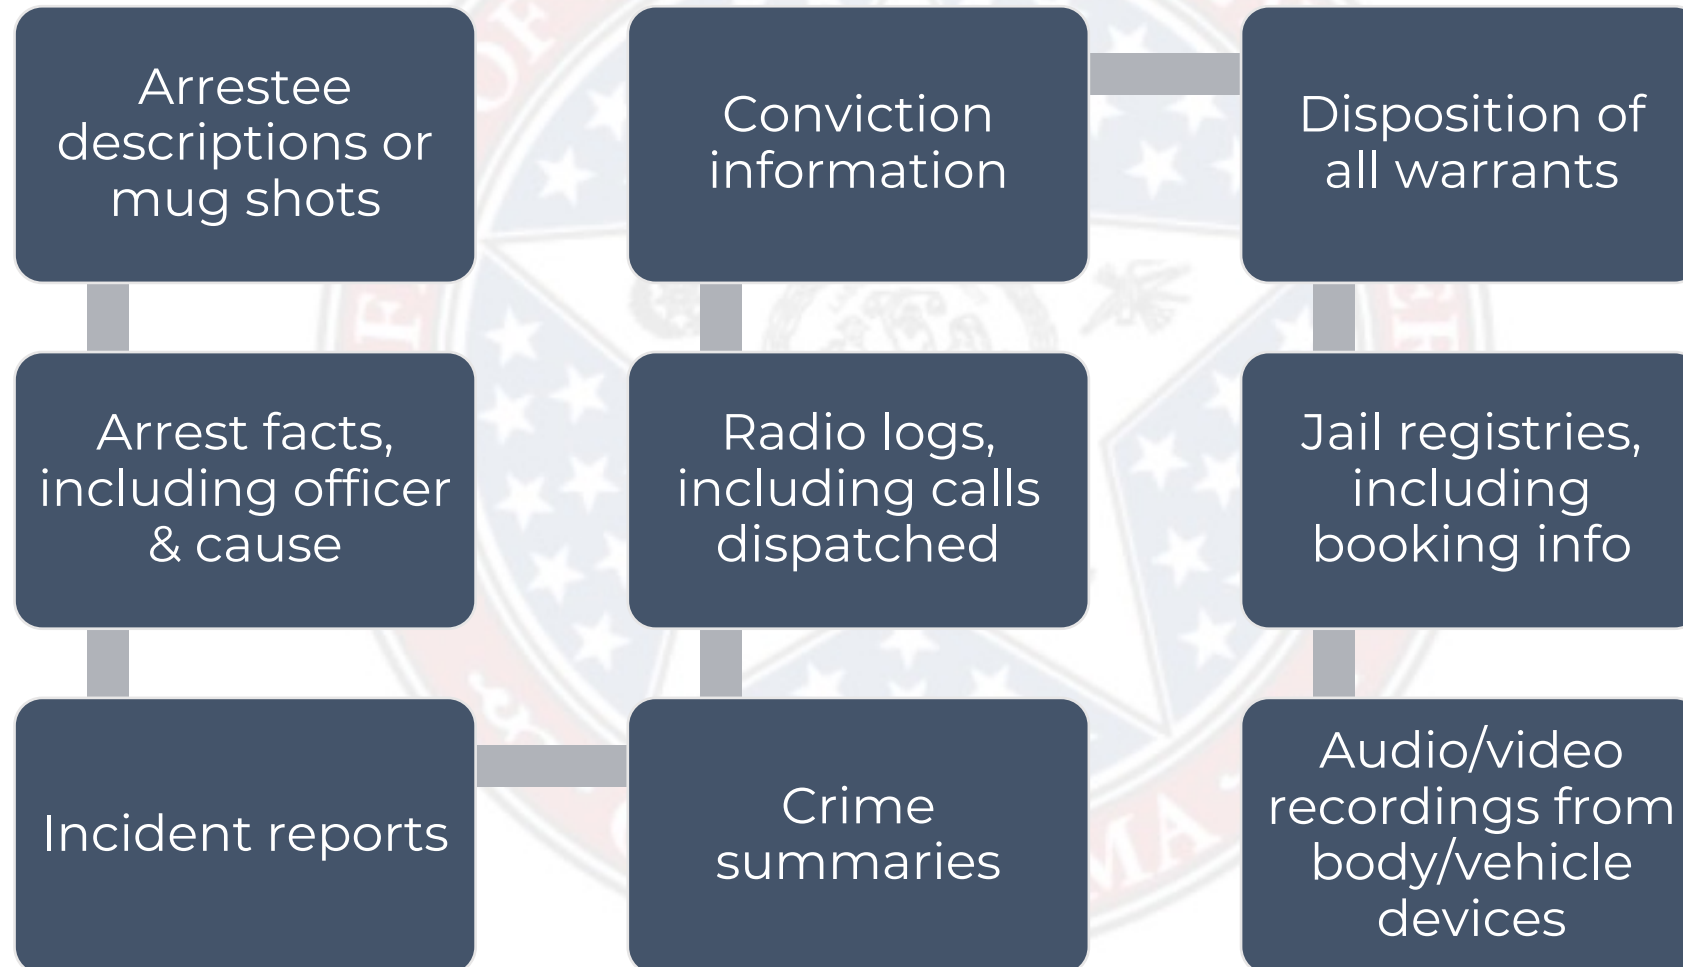 Arrestee
descriptions or
mug shots
Arrest facts,
including officer
& cause
Incident reports
Crime
summaries
Radio logs,
including calls
dispatched
Conviction
information
Disposition of
all warrants
Jail registries,
including
booking info
Audio/video
recordings from
body/vehicle
devices